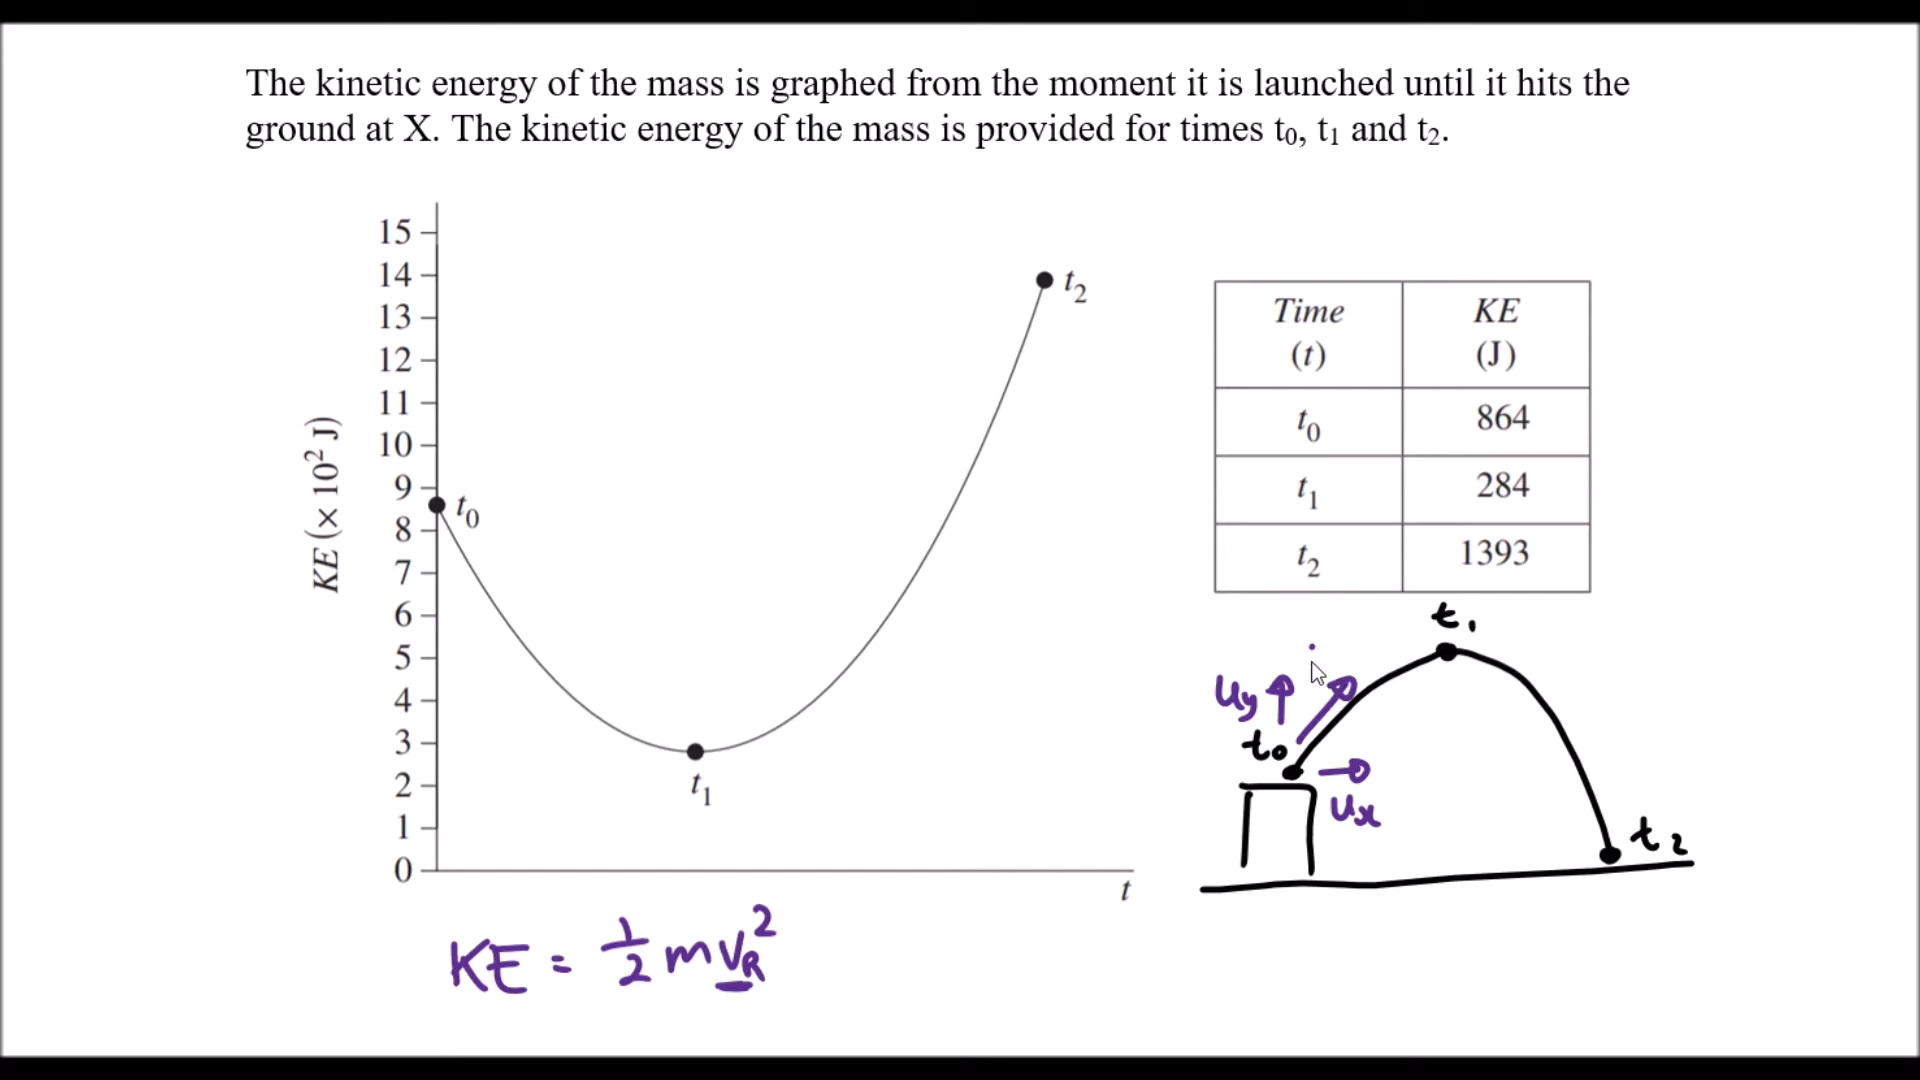 The kinetic energy of the mass is graphed from the moment it is launched until it hits the
ground at X. The kinetic energy of the mass is provided for times t₀, t₁ and t₂.
KE (× 10² J)
15
14
13
12
11
10
9
8
7
6
5
4
3
2
1
0
t₀
t₁
t₂
t
Time (t) KE (J)
t₀ 864
t₁ 284
t₂ 1393
t₁
uy
t₀
ux
t₂
KE = ½ mv_R²